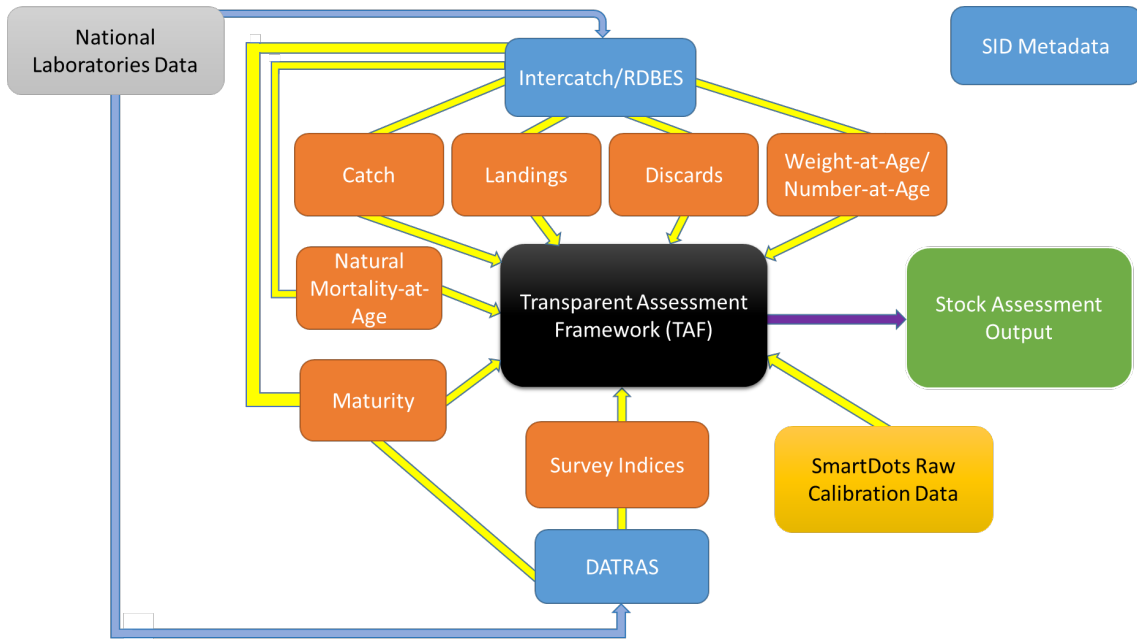 National
Laboratories Data
SID Metadata
Intercatch/RDBES
Catch
Landings
Discards
Weight-at-Age/
Number-at-Age
Natural
Mortality-at-
Age
Transparent Assessment
Framework (TAF)
Stock Assessment
Output
Maturity
Survey Indices
SmartDots Raw
Calibration Data
DATRAS